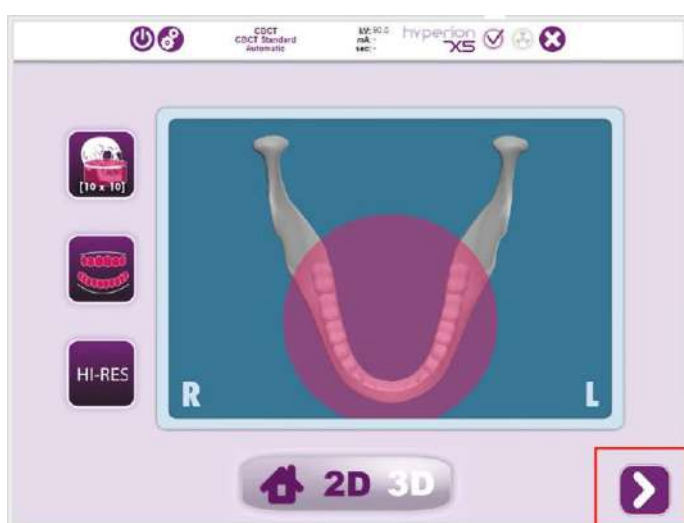 CBCT
CBCT Standard
Automatic
kV: 90.0
mA: -
sec: -
hyperion
X5
[10 x 10]
HI-RES
R
L
2D 3D